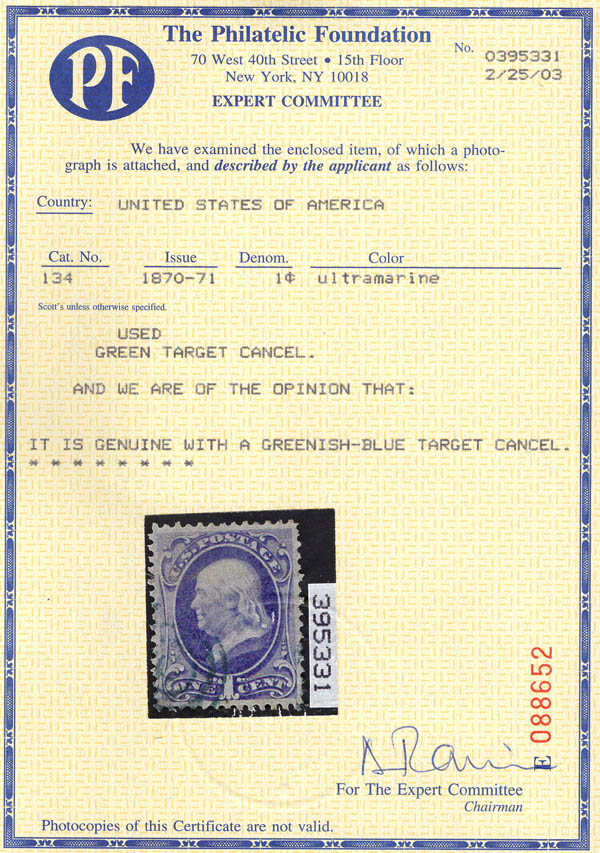 PF
The Philatelic Foundation
70 West 40th Street • 15th Floor
New York, NY 10018
EXPERT COMMITTEE
No. 0395331
2/25/03
We have examined the enclosed item, of which a photo-
graph is attached, and described by the applicant as follows:
Country: UNITED STATES OF AMERICA
Cat. No. Issue Denom. Color
134 1870-71 1¢ ultramarine
Scott's unless otherwise specified.
USED
GREEN TARGET CANCEL.
AND WE ARE OF THE OPINION THAT:
IT IS GENUINE WITH A GREENISH-BLUE TARGET CANCEL.
* * * * * * * *
U.S. POSTAGE
ONE 1 CENT
395331
E 088652
For The Expert Committee
Chairman
Photocopies of this Certificate are not valid.